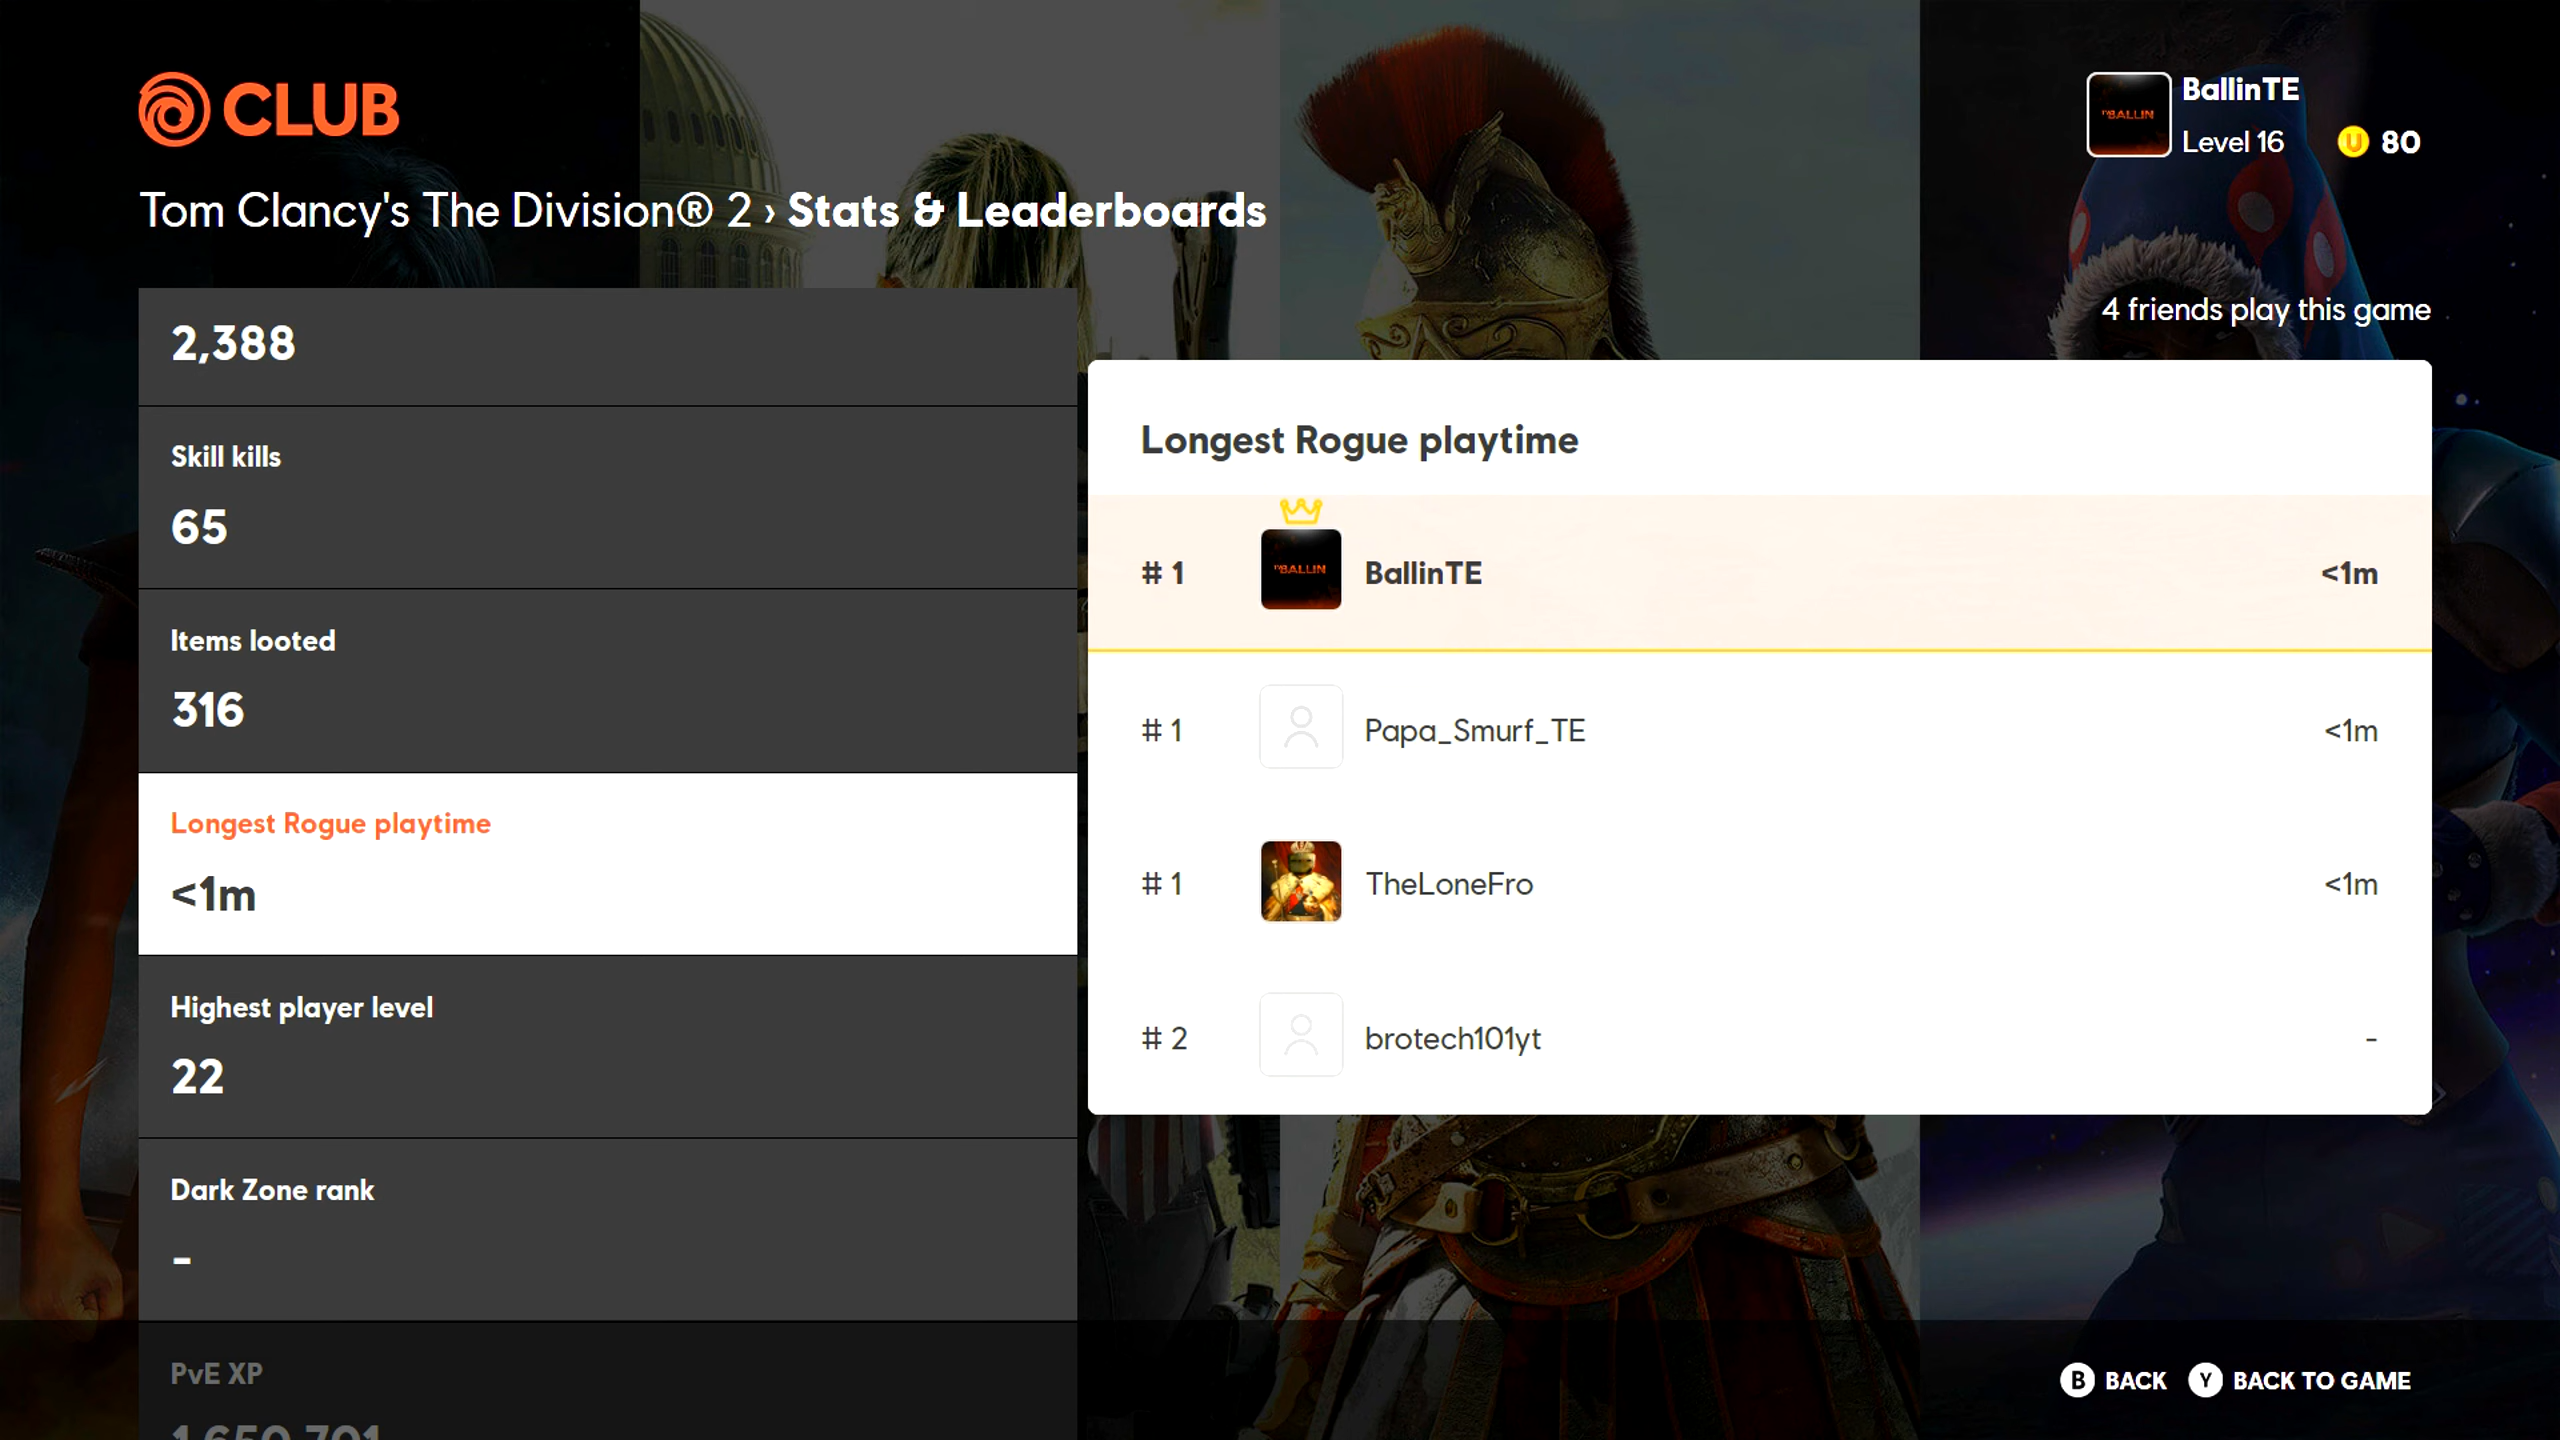 CLUB
Tom Clancy's The Division® 2 › Stats & Leaderboards
BallinTE
Level 16
U 80
4 friends play this game
2,388
Skill kills
65
Items looted
316
Longest Rogue playtime
<1m
Highest player level
22
Dark Zone rank
-
PvE XP
Longest Rogue playtime
# 1 BALLIN BallinTE <1m
# 1 Papa_Smurf_TE <1m
# 1 TheLoneFro <1m
# 2 brotech101yt -
B BACK Y BACK TO GAME